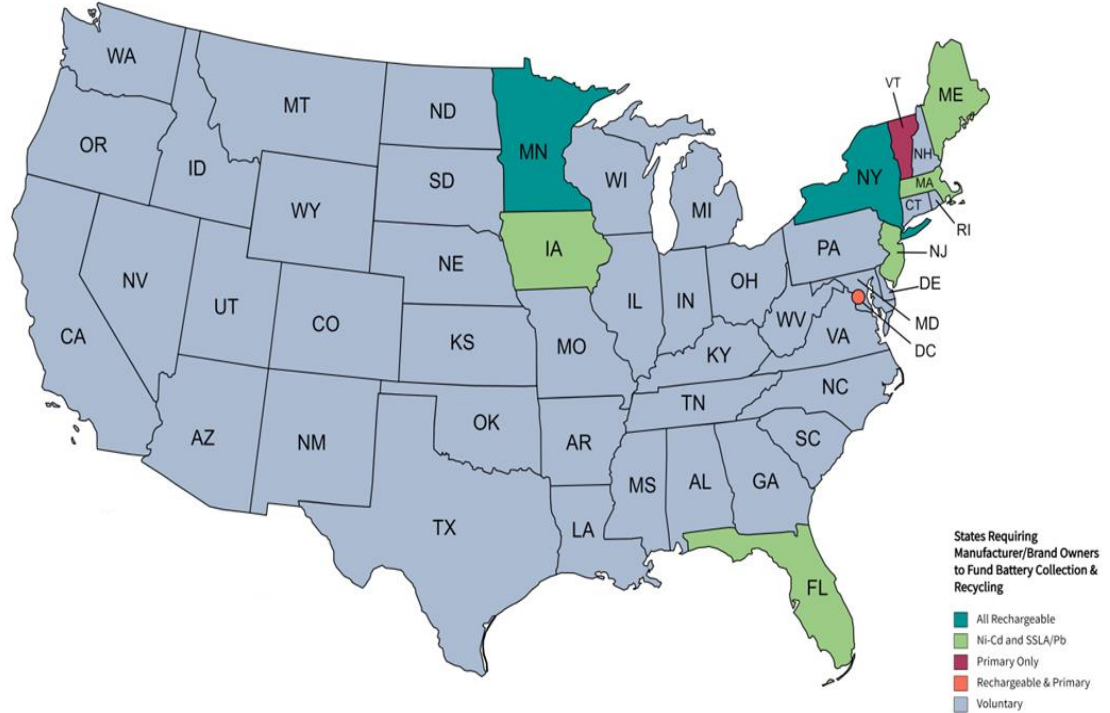 WA
MT
ND
MN
VT
ME
OR
ID
SD
WI
NY
NH
MA
WY
MI
CT
RI
IA
PA
NJ
NE
NV
UT
IL
IN
OH
DE
CA
CO
WV
MD
KS
MO
VA
DC
KY
NC
TN
AZ
NM
OK
AR
SC
MS
AL
GA
TX
LA
FL
States Requiring
Manufacturer/Brand Owners
to Fund Battery Collection &
Recycling
All Rechargeable
Ni-Cd and SSLA/Pb
Primary Only
Rechargeable & Primary
Voluntary